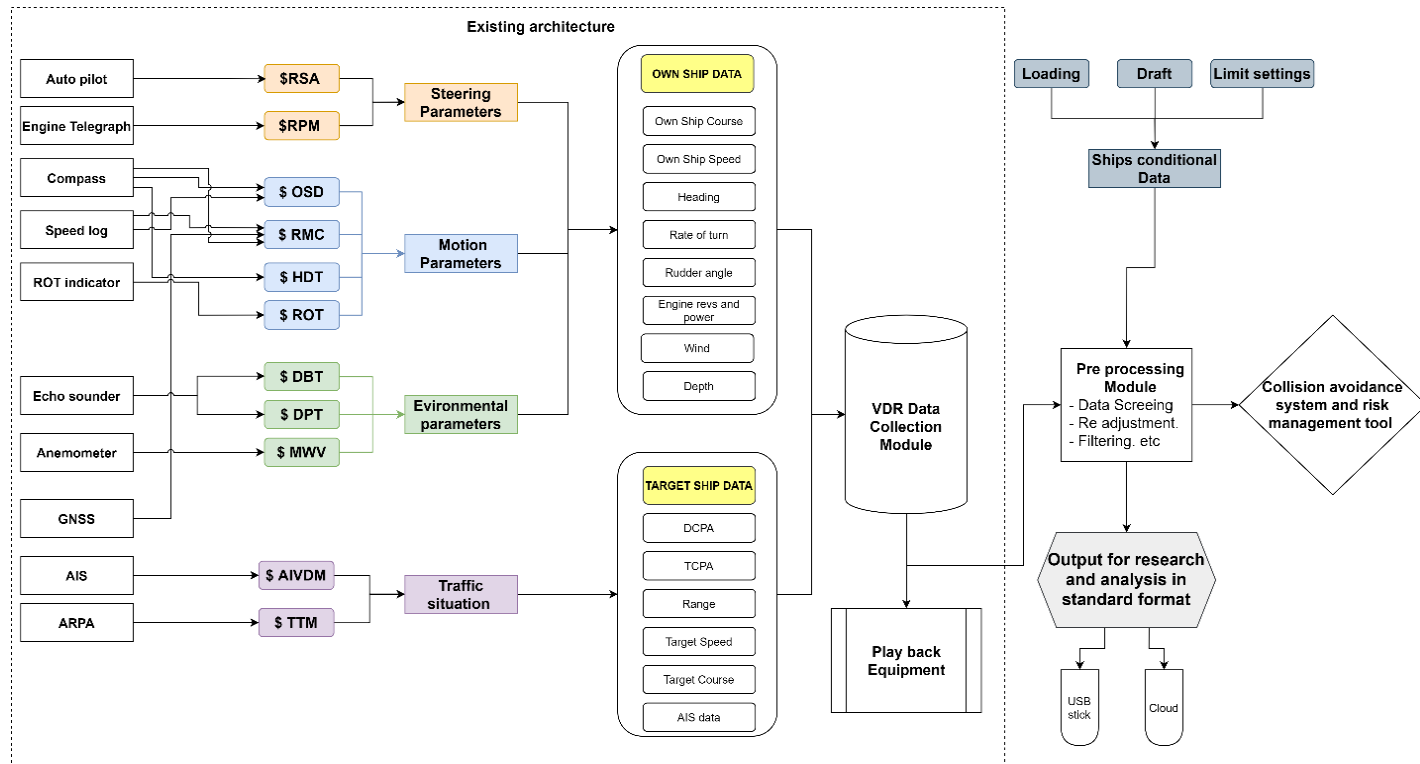 Existing architecture
Auto pilot
Engine Telegraph
Compass
Speed log
ROT indicator
Echo sounder
Anemometer
GNSS
AIS
ARPA
$RSA
$RPM
$ OSD
$ RMC
$ HDT
$ ROT
$ DBT
$ DPT
$ MWV
$ AIVDM
$ TTM
Steering
Parameters
Motion
Parameters
Evironmental
parameters
Traffic
situation
OWN SHIP DATA
Own Ship Course
Own Ship Speed
Heading
Rate of turn
Rudder angle
Engine revs and
power
Wind
Depth
TARGET SHIP DATA
DCPA
TCPA
Range
Target Speed
Target Course
AIS data
VDR Data
Collection
Module
Play back
Equipment
Loading
Draft
Limit settings
Ships conditional
Data
Pre processing
Module
- Data Screeing
- Re adjustment.
- Filtering. etc
Collision avoidance
system and risk
management tool
Output for research
and analysis in
standard format
USB
stick
Cloud